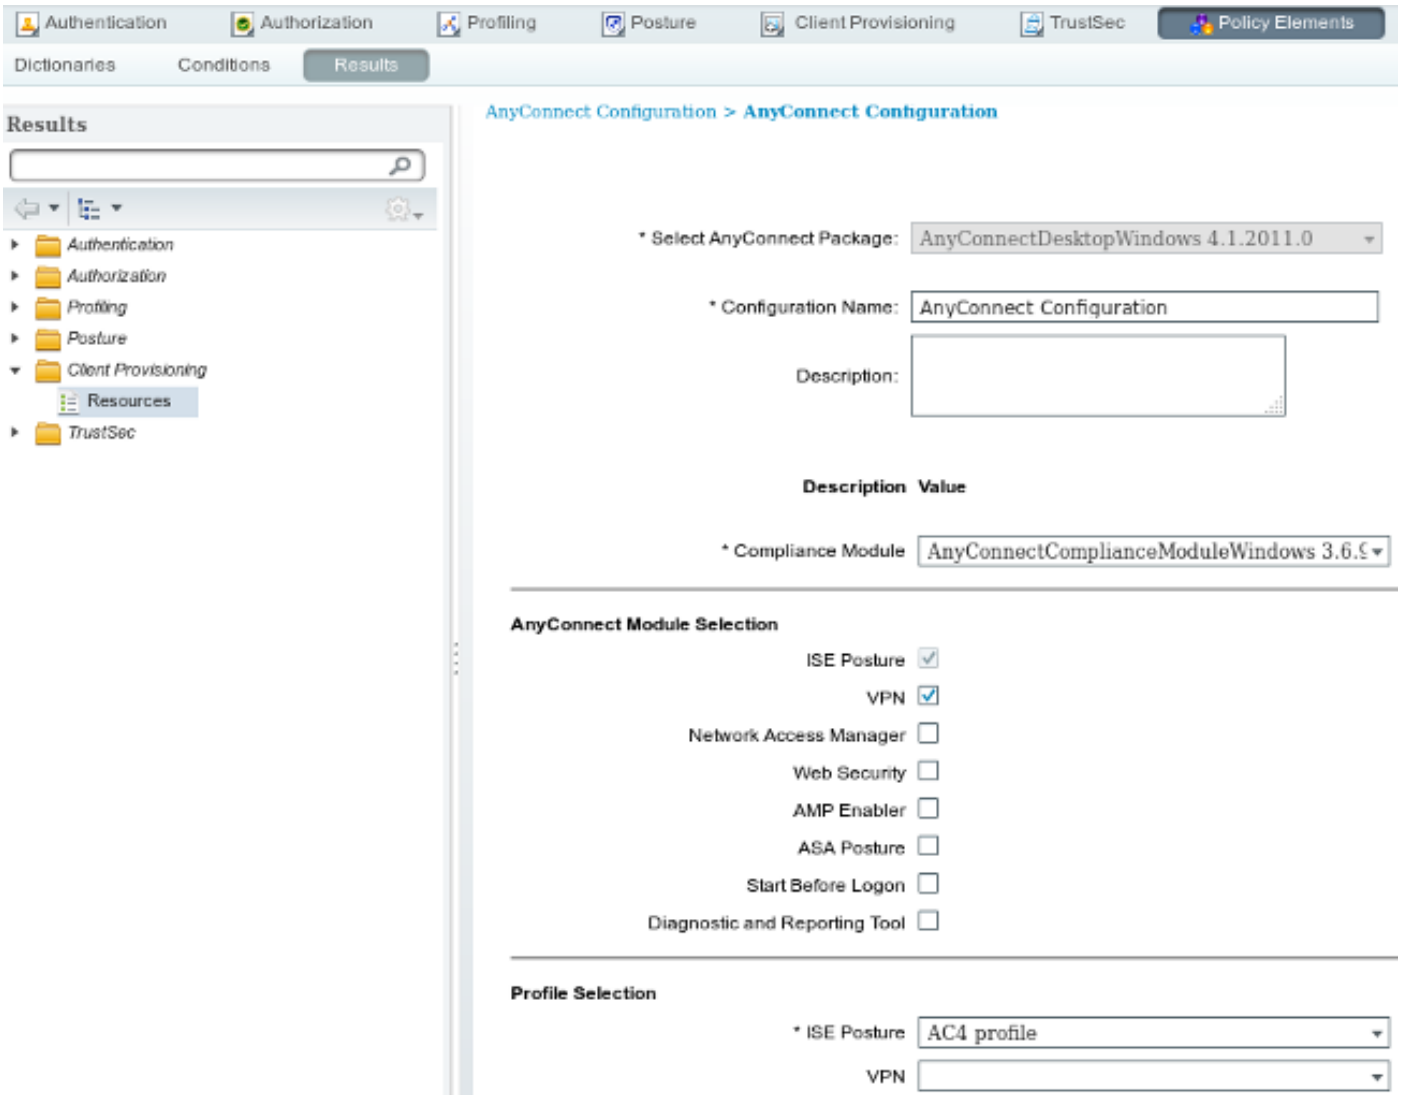 Authentication Authorization Profiling Posture Client Provisioning TrustSec Policy Elements
Dictionaries Conditions Results
Results
Authentication
Authorization
Profiling
Posture
Client Provisioning
Resources
TrustSec
AnyConnect Configuration > AnyConnect Configuration
* Select AnyConnect Package: AnyConnectDesktopWindows 4.1.2011.0
* Configuration Name: AnyConnect Configuration
Description:
Description Value
* Compliance Module AnyConnectComplianceModuleWindows 3.6.9
AnyConnect Module Selection
ISE Posture
VPN
Network Access Manager
Web Security
AMP Enabler
ASA Posture
Start Before Logon
Diagnostic and Reporting Tool
Profile Selection
* ISE Posture AC4 profile
VPN